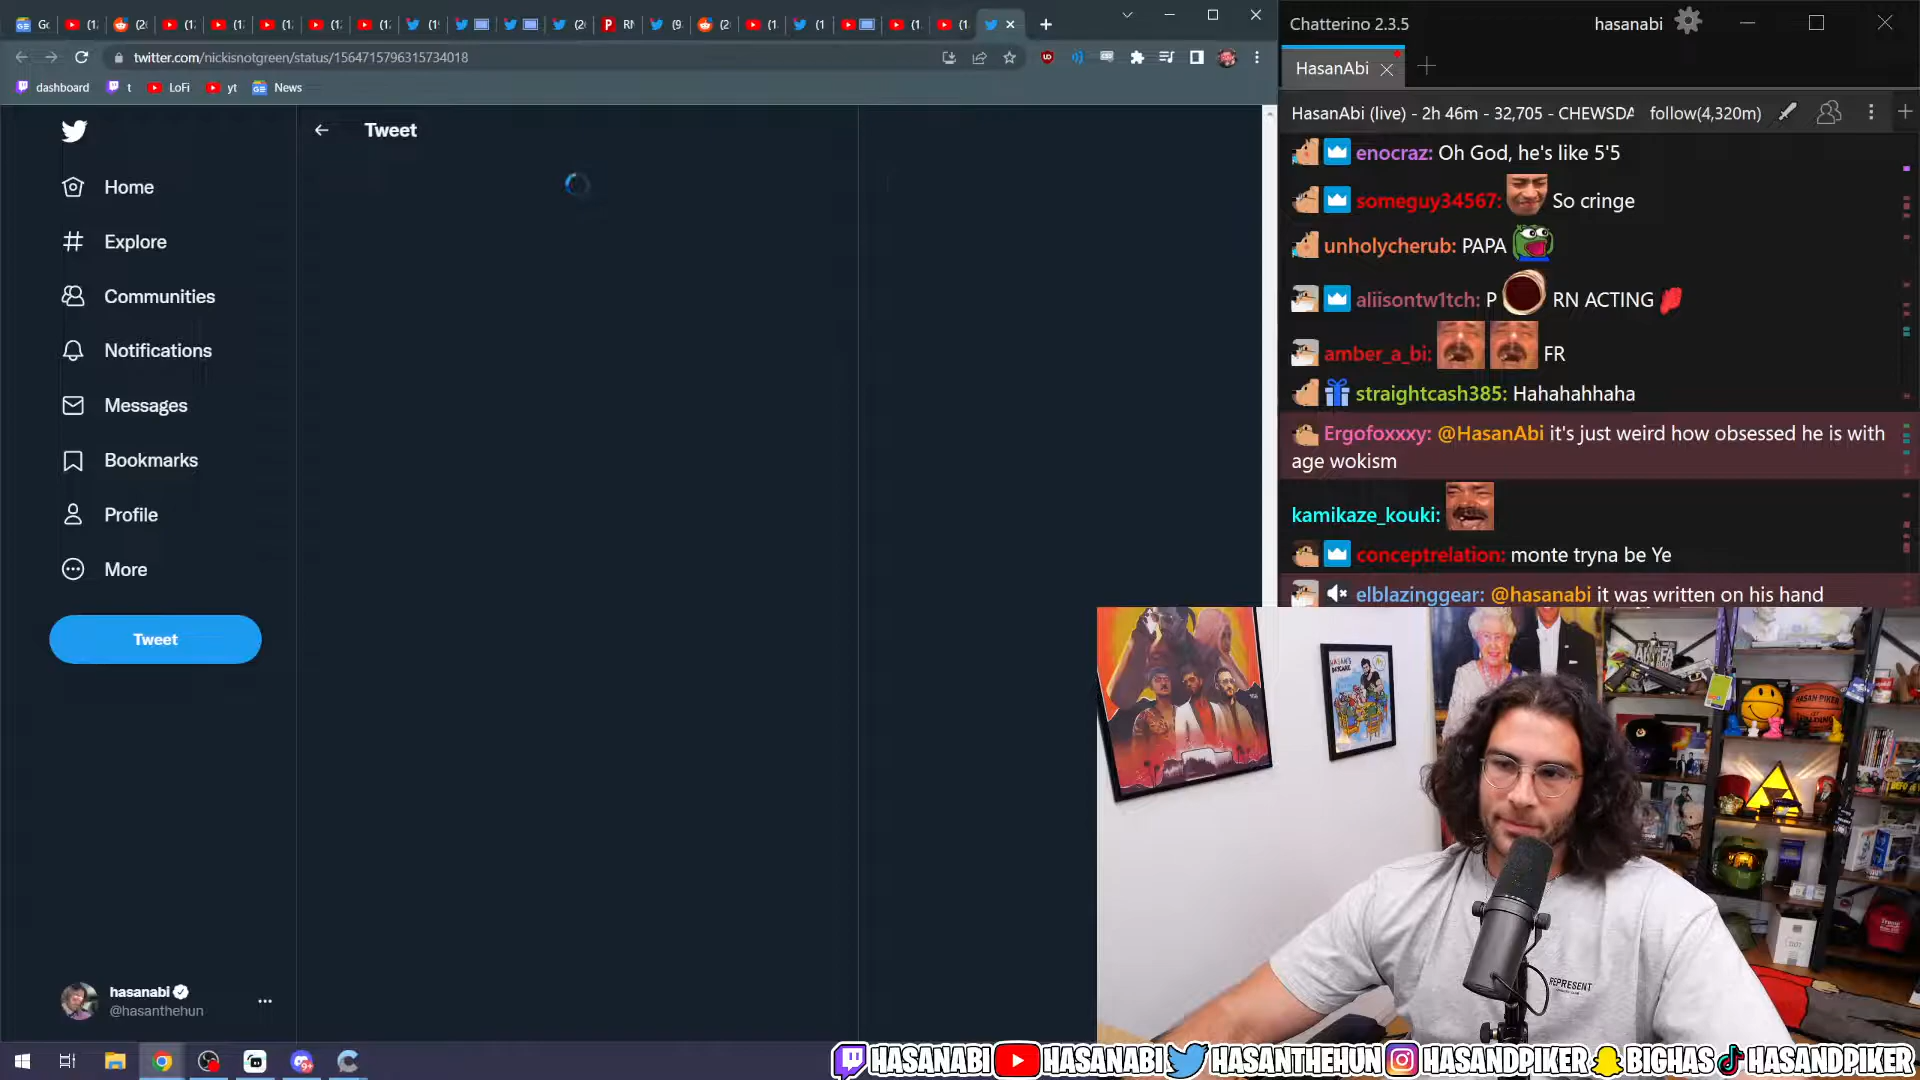 Chatterino 2.3.5
hasanabi
twitter.com/nickisnotgreen/status/1564715796315734018
dashboard
t
LoFi
yt
News
HasanAbi
HasanAbi (live) - 2h 46m - 32,705 - CHEWSDA
follow(4,320m)
Tweet
Home
Explore
Communities
Notifications
Messages
Bookmarks
Profile
More
Tweet
hasanabi
@hasanthehun
enocraz: Oh God, he's like 5'5
someguy34567: So cringe
unholycherub: PAPA
aliisontw1tch: P RN ACTING
amber_a_bi: FR
straightcash385: Hahahahhaha
Ergofoxxxy: @HasanAbi it's just weird how obsessed he is with
age wokism
kamikaze_kouki:
conceptrelation: monte tryna be Ye
elblazinggear: @hasanabi it was written on his hand
REPRESENT
HASANABI HASANABI HASANTHEHUN HASANDPIKER BIGHAS HASANDPIKER